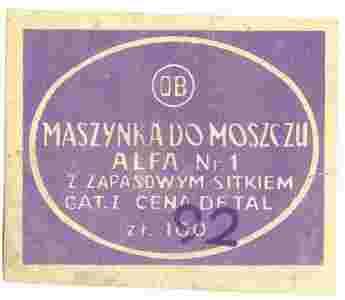 OB
MASZYNKA DO MOSZCZU
ALFA Nr 1
Z ZAPASOWYM SITKIEM
GAT. I CENA DETAL
zł. 100
92